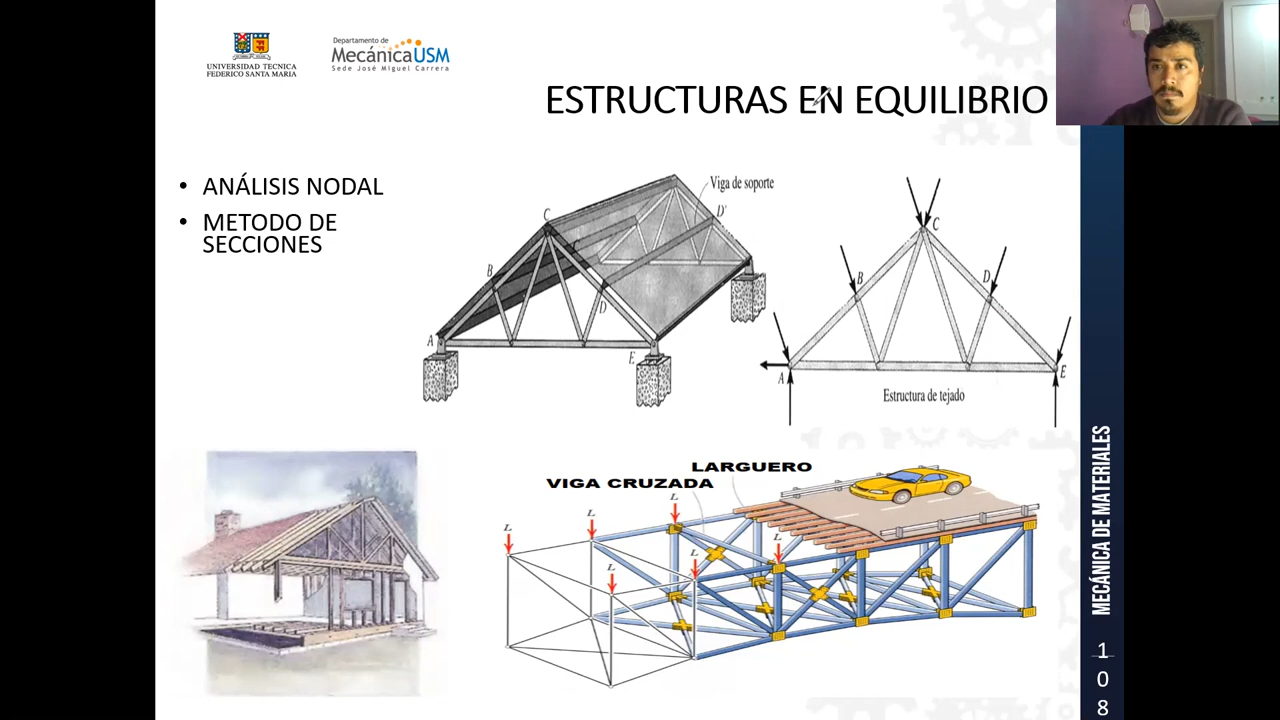 UNIVERSIDAD TECNICA
FEDERICO SANTA MARIA
Departamento de
MecánicaUSM
Sede José Miguel Carrera
ESTRUCTURAS EN EQUILIBRIO
• ANÁLISIS NODAL
• METODO DE
SECCIONES
Viga de soporte
C
D'
B
D
A
E
C
B
D
A
E
Estructura de tejado
LARGUERO
VIGA CRUZADA
L
L
L
L
L
L
MECÁNICA DE MATERIALES
1
0
8